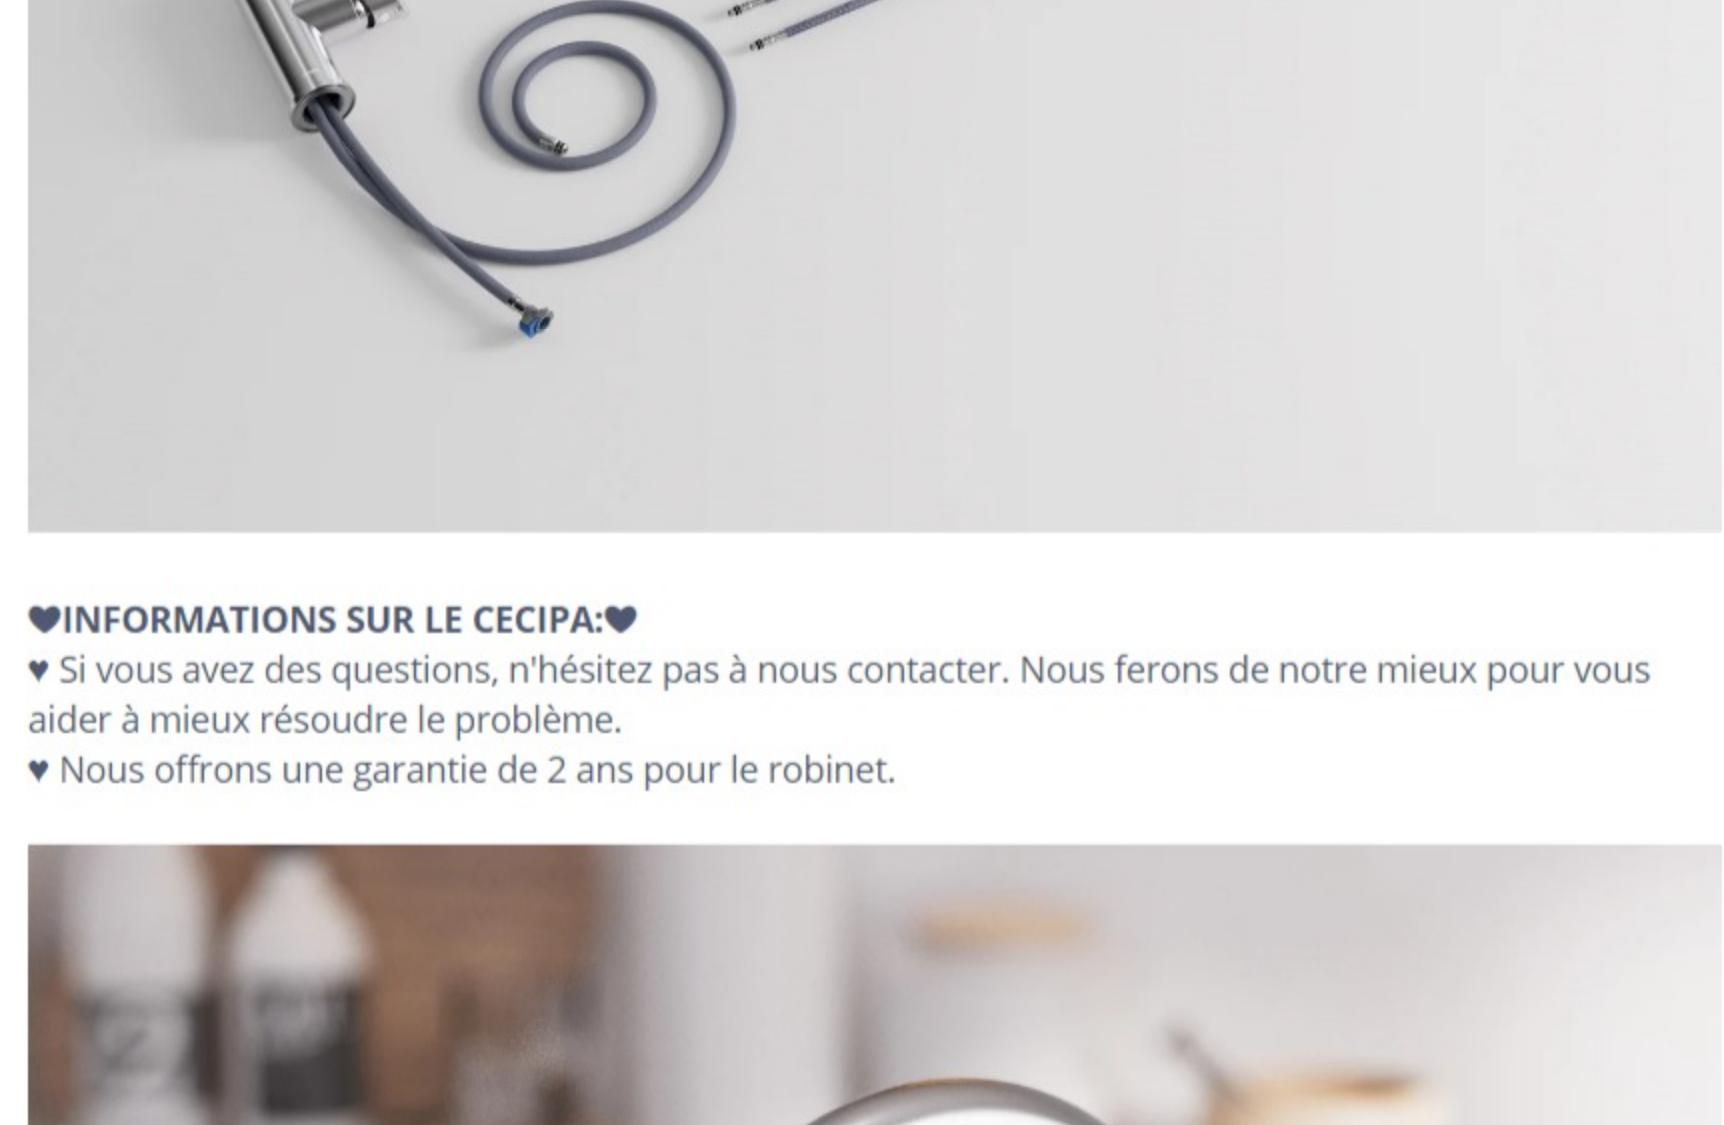 ♥INFORMATIONS SUR LE CECIPA:♥
♥ Si vous avez des questions, n'hésitez pas à nous contacter. Nous ferons de notre mieux pour vous
aider à mieux résoudre le problème.
♥ Nous offrons une garantie de 2 ans pour le robinet.